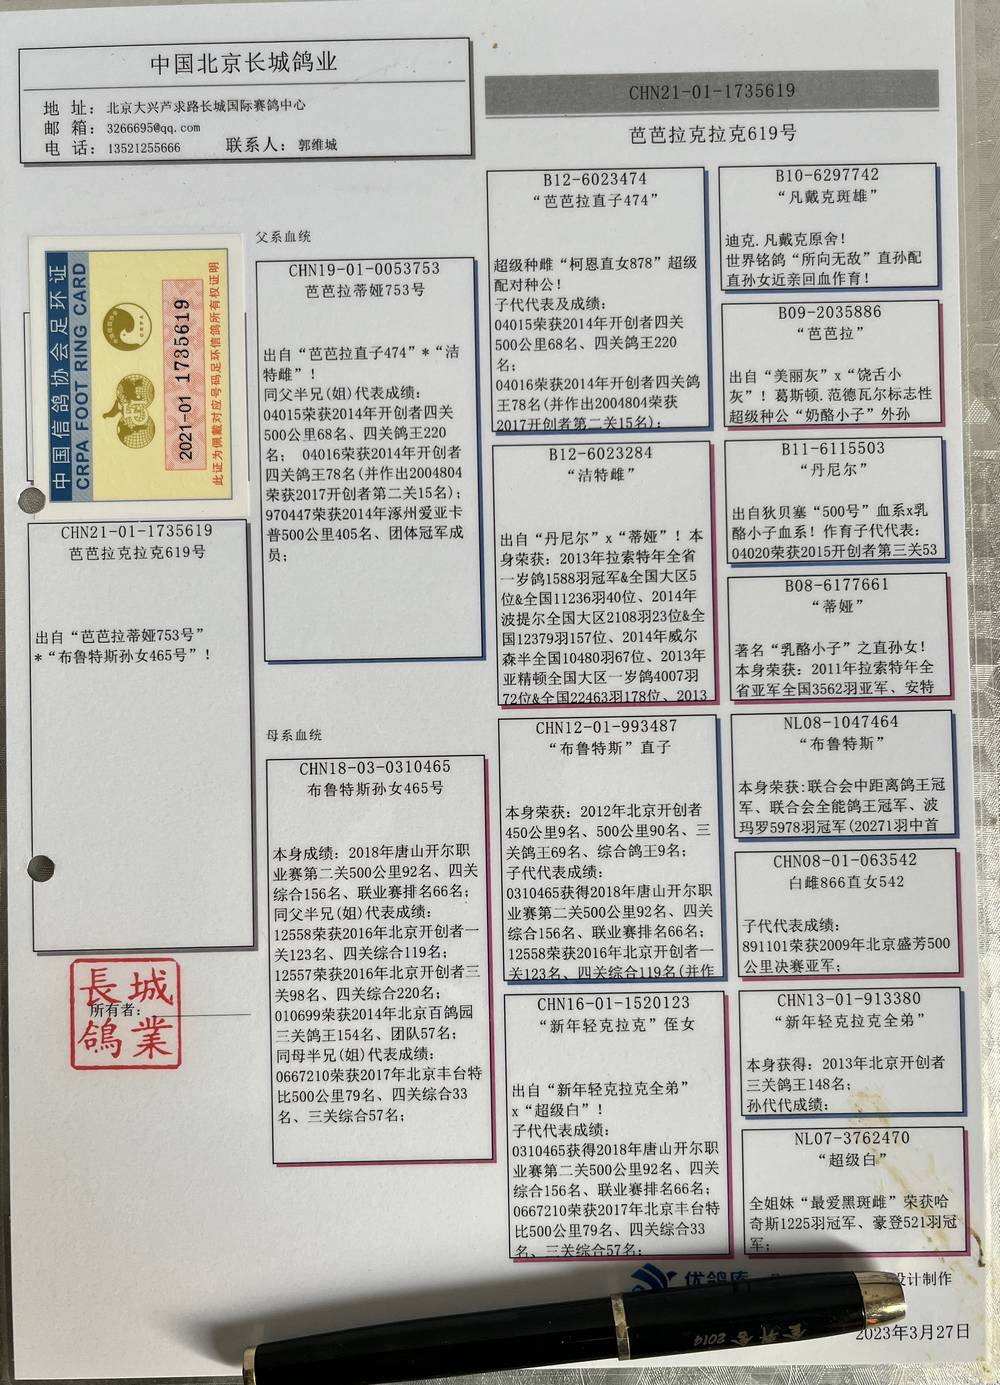 中国北京长城鸽业
地 址：北京大兴芦求路长城国际赛鸽中心
邮 箱：3266695@qq.com
电 话：13521255666 联系人：郭维城
CHN21-01-1735619
芭芭拉克拉克619号
中国信鸽协会足环证
CRPA FOOT RING CARD
2021-01 1735619
此证为佩戴对应号码足环信鸽所有权证明
CHN21-01-1735619
芭芭拉克拉克619号
出自“芭芭拉蒂娅753号”
*“布鲁特斯孙女465号”！
長城
鴿業
所有者：
父系血统
CHN19-01-0053753
芭芭拉蒂娅753号
出自“芭芭拉直子474”*“洁
特雌”！
同父半兄(姐)代表成绩：
04015荣获2014年开创者四关
500公里68名、四关鸽王220
名； 04016荣获2014年开创者
四关鸽王78名(并作出2004804
荣获2017开创者第二关15名)；
970447荣获2014年涿州爱亚卡
普500公里405名、团体冠军成
员；
母系血统
CHN18-03-0310465
布鲁特斯孙女465号
本身成绩：2018年唐山开尔职
业赛第二关500公里92名、四关
综合156名、联业赛排名66名；
同父半兄(姐)代表成绩：
12558荣获2016年北京开创者一
关123名、四关综合119名；
12557荣获2016年北京开创者三
关98名、四关综合220名；
010699荣获2014年北京百鸽园
三关鸽王154名、团队57名；
同母半兄(姐)代表成绩：
0667210荣获2017年北京丰台特
比500公里79名、四关综合33
名、三关综合57名；
B12-6023474
“芭芭拉直子474”
超级种雌“柯恩直女878”超级
配对种公！
子代代表及成绩：
04015荣获2014年开创者四关
500公里68名、四关鸽王220
名；
04016荣获2014年开创者四关鸽
王78名(并作出2004804荣获
2017开创者第二关15名)；
B12-6023284
“洁特雌”
出自“丹尼尔”x“蒂娅”！本
身荣获：2013年拉索特年全省
一岁鸽1588羽冠军&全国大区5
位&全国11236羽40位、2014年
波提尔全国大区2108羽23位&全
国12379羽157位、2014年威尔
森半全国10480羽67位、2013年
亚精顿全国大区一岁鸽4007羽
72位&全国22463羽178位、2013
CHN12-01-993487
“布鲁特斯”直子
本身荣获：2012年北京开创者
450公里9名、500公里90名、三
关鸽王69名、综合鸽王9名；
子代代表成绩：
0310465获得2018年唐山开尔职
业赛第二关500公里92名、四关
综合156名、联业赛排名66名；
12558荣获2016年北京开创者一
关123名、四关综合119名(并作
CHN16-01-1520123
“新年轻克拉克”侄女
出自“新年轻克拉克全弟”
x“超级白”！
子代代表成绩：
0310465获得2018年唐山开尔职
业赛第二关500公里92名、四关
综合156名、联业赛排名66名；
0667210荣获2017年北京丰台特
比500公里79名、四关综合33
名、三关综合57名；
B10-6297742
“凡戴克斑雄”
迪克.凡戴克原舍！
世界铭鸽“所向无敌”直孙配
直孙女近亲回血作育！
B09-2035886
“芭芭拉”
出自“美丽灰”x“饶舌小
灰”！葛斯顿.范德瓦尔标志性
超级种公“奶酪小子”外孙
B11-6115503
“丹尼尔”
出自狄贝塞“500号”血系x乳
酪小子血系！作育子代代表：
04020荣获2015开创者第三关53
B08-6177661
“蒂娅”
著名“乳酪小子”之直孙女！
本身荣获：2011年拉索特年全
省亚军全国3562羽亚军、安特
NL08-1047464
“布鲁特斯”
本身荣获:联合会中距离鸽王冠
军、联合会全能鸽王冠军、波
玛罗5978羽冠军(20271羽中首
CHN08-01-063542
白雌866直女542
子代代表成绩：
891101荣获2009年北京盛芳500
公里决赛亚军；
CHN13-01-913380
“新年轻克拉克全弟”
本身获得：2013年北京开创者
三关鸽王148名；
孙代代成绩：
NL07-3762470
“超级白”
全姐妹“最爱黑斑雌”荣获哈
奇斯1225羽冠军、豪登521羽冠
军；
优鸽库
设计制作
2023年3月27日
2014